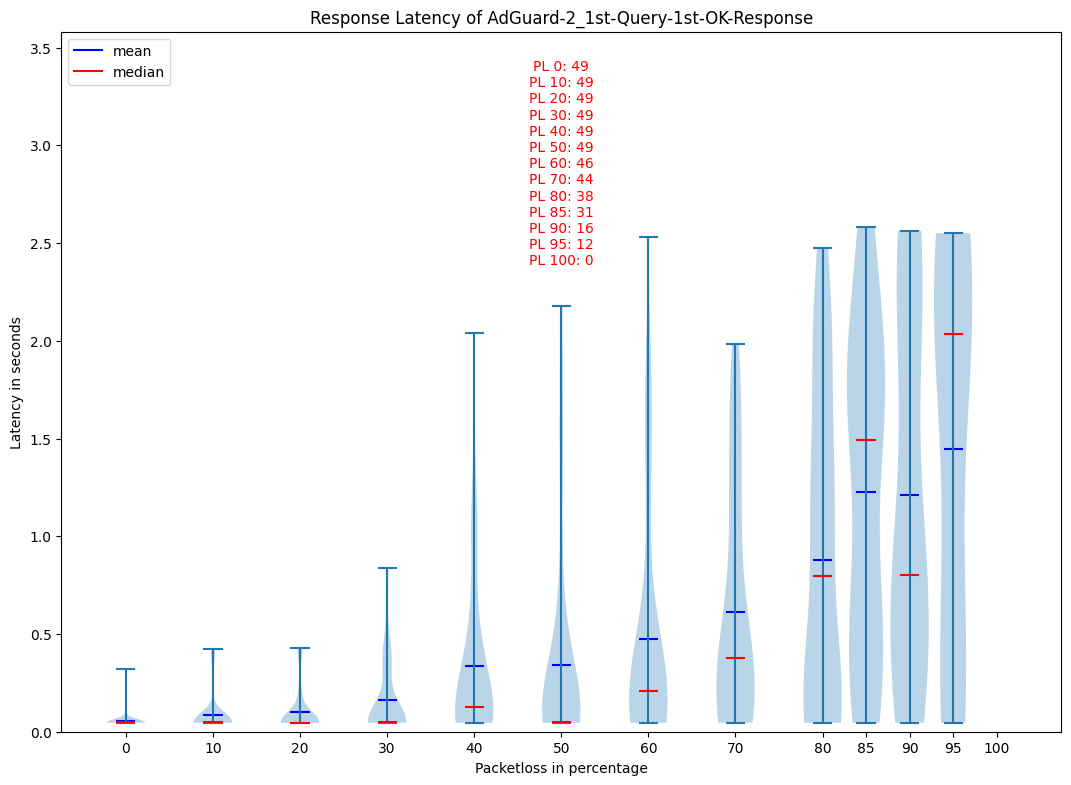 Response Latency of AdGuard-2_1st-Query-1st-OK-Response
mean
median
PL 0: 49
PL 10: 49
PL 20: 49
PL 30: 49
PL 40: 49
PL 50: 49
PL 60: 46
PL 70: 44
PL 80: 38
PL 85: 31
PL 90: 16
PL 95: 12
PL 100: 0
Latency in seconds
3.5
3.0
2.5
2.0
1.5
1.0
0.5
0.0
0 10 20 30 40 50 60 70 80 85 90 95 100
Packetloss in percentage